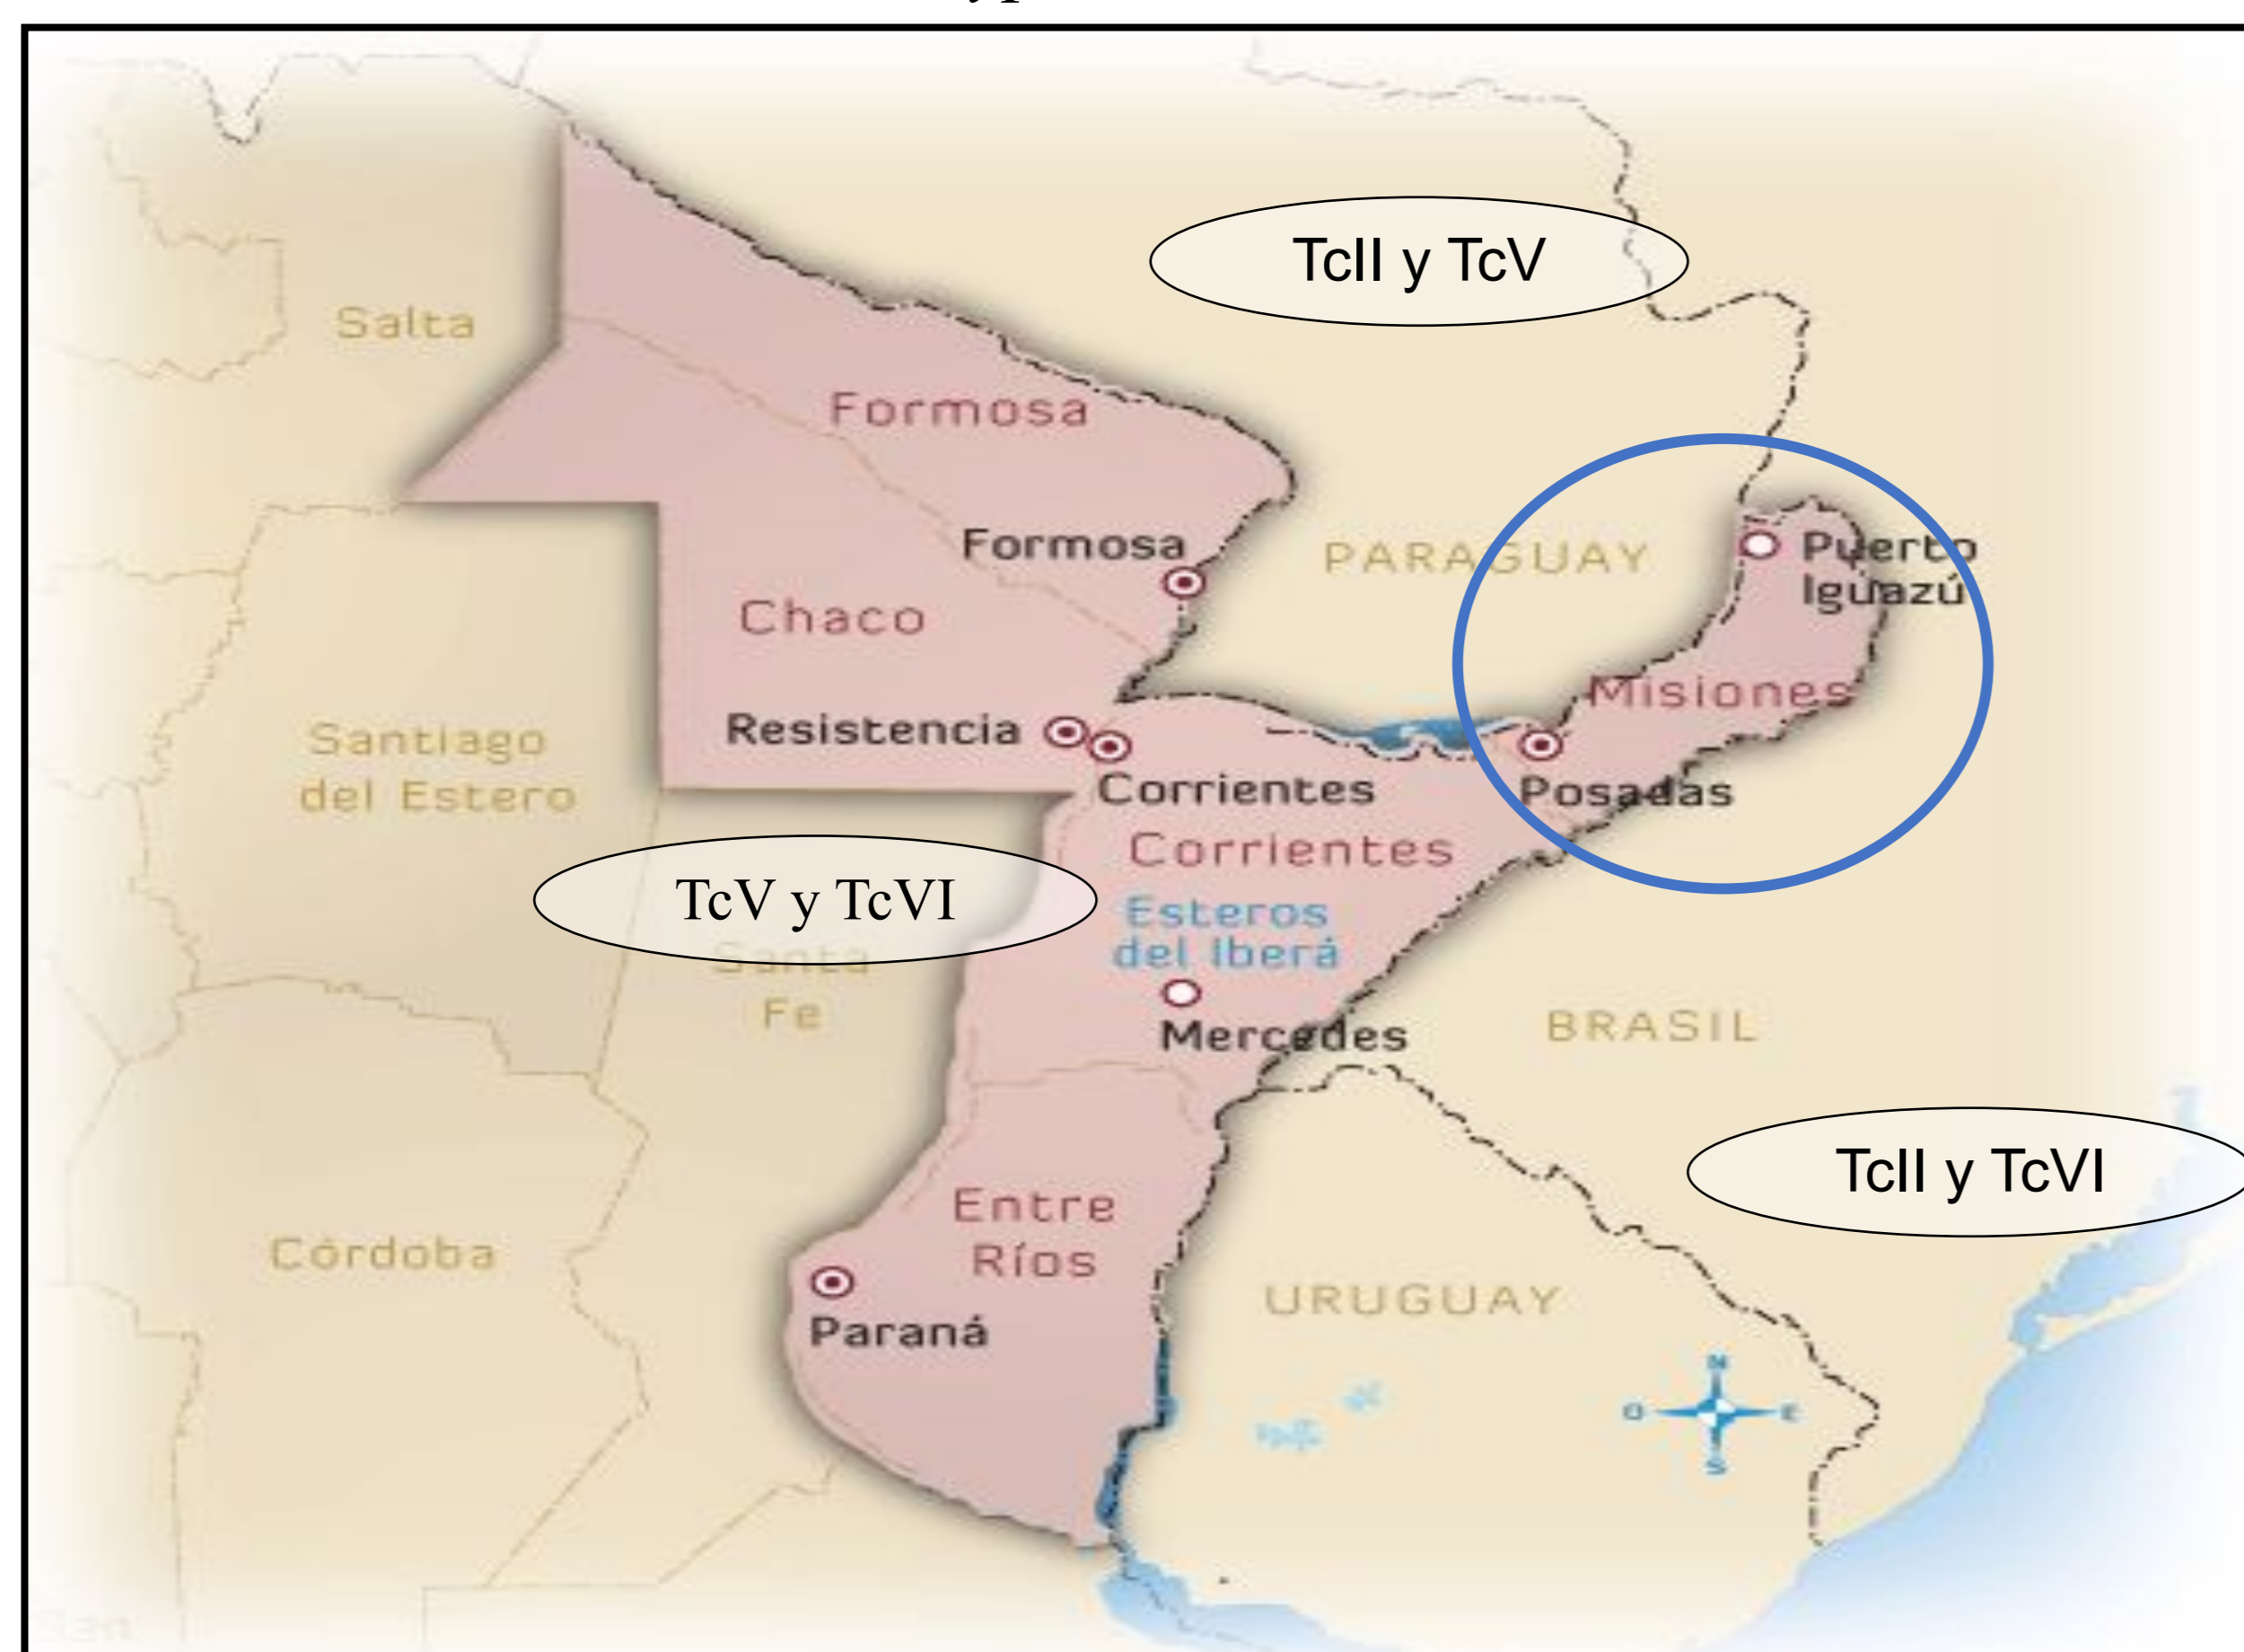 TcII y TcV
Salta
Formosa
Formosa
PARAGUAY
Puerto
Iguazú
Chaco
Misiones
Resistencia
Santiago
del Estero
Corrientes
Posadas
Corrientes
TcV y TcVI
Esteros
del Iberá
Santa
Fe
Mercedes
BRASIL
TcII y TcVI
Entre
Ríos
Córdoba
URUGUAY
Paraná
N
O
E
S